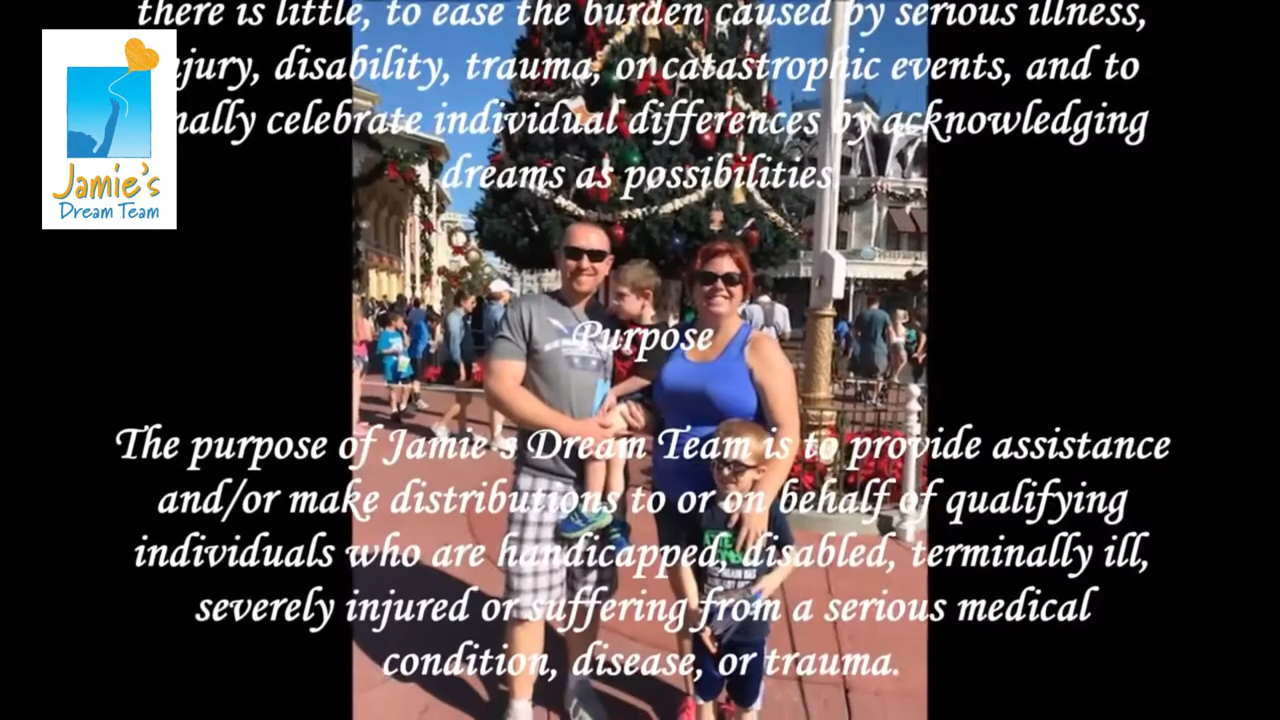 there is little, to ease the burden caused by serious illness,
jury, disability, trauma, or catastrophic events, and to
nally celebrate individual differences by acknowledging
dreams as possibilities
Jamie's
Dream Team
Purpose
The purpose of Jamie's Dream Team is to provide assistance
and/or make distributions to or on behalf of qualifying
individuals who are handicapped, disabled, terminally ill,
severely injured or suffering from a serious medical
condition, disease, or trauma.